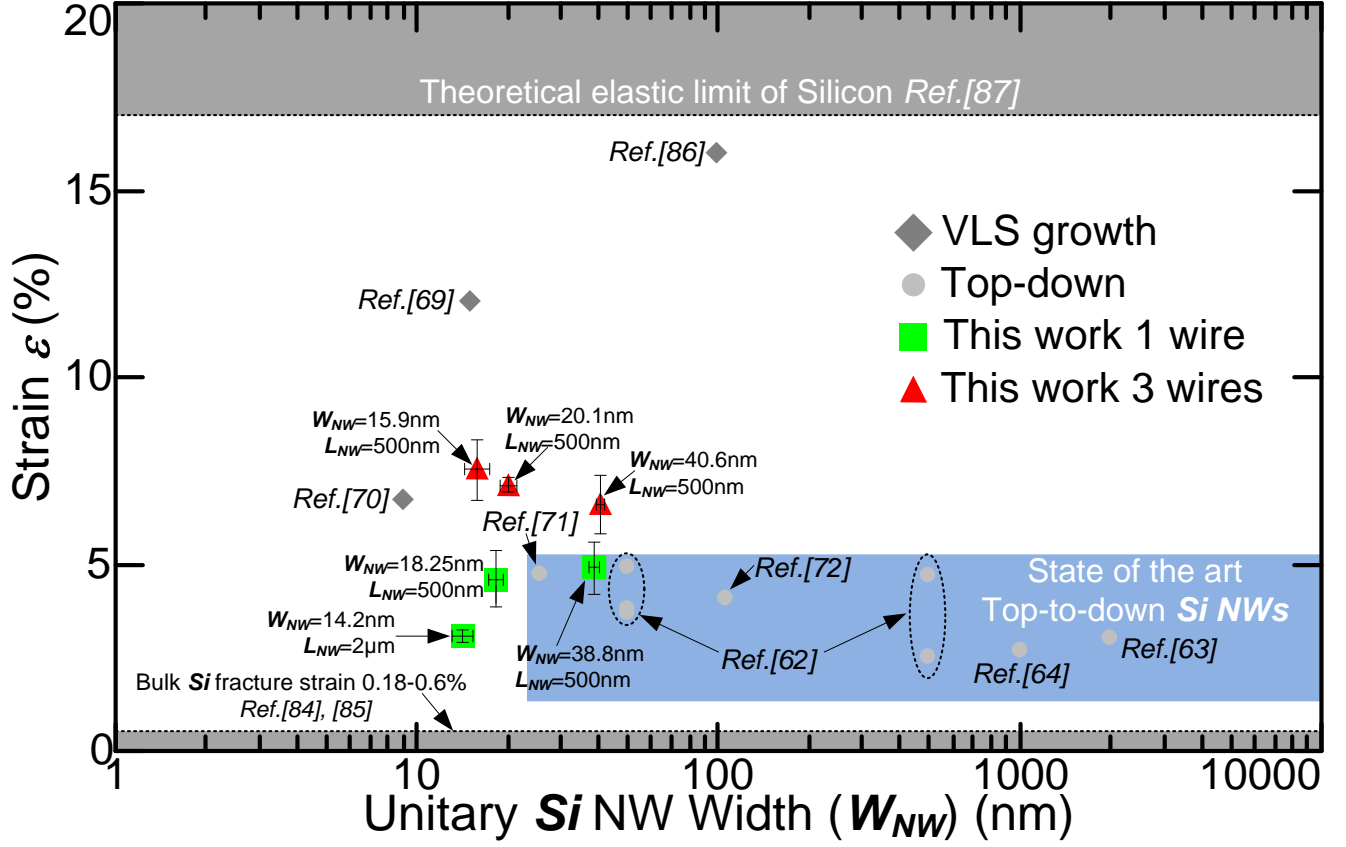 20
Theoretical elastic limit of Silicon Ref.[87]
Ref.[86]
15
VLS growth
Top-down
This work 1 wire
This work 3 wires
Ref.[69]
10
Strain ε (%)
W_NW=15.9nm
L_NW=500nm
W_NW=20.1nm
L_NW=500nm
W_NW=40.6nm
L_NW=500nm
Ref.[70]
Ref.[71]
5
W_NW=18.25nm
L_NW=500nm
Ref.[72]
State of the art
Top-to-down Si NWs
W_NW=14.2nm
L_NW=2µm
W_NW=38.8nm
L_NW=500nm
Ref.[62]
Ref.[64]
Ref.[63]
Bulk Si fracture strain 0.18-0.6%
Ref.[84], [85]
0
1
10
100
1000
10000
Unitary Si NW Width (W_NW) (nm)